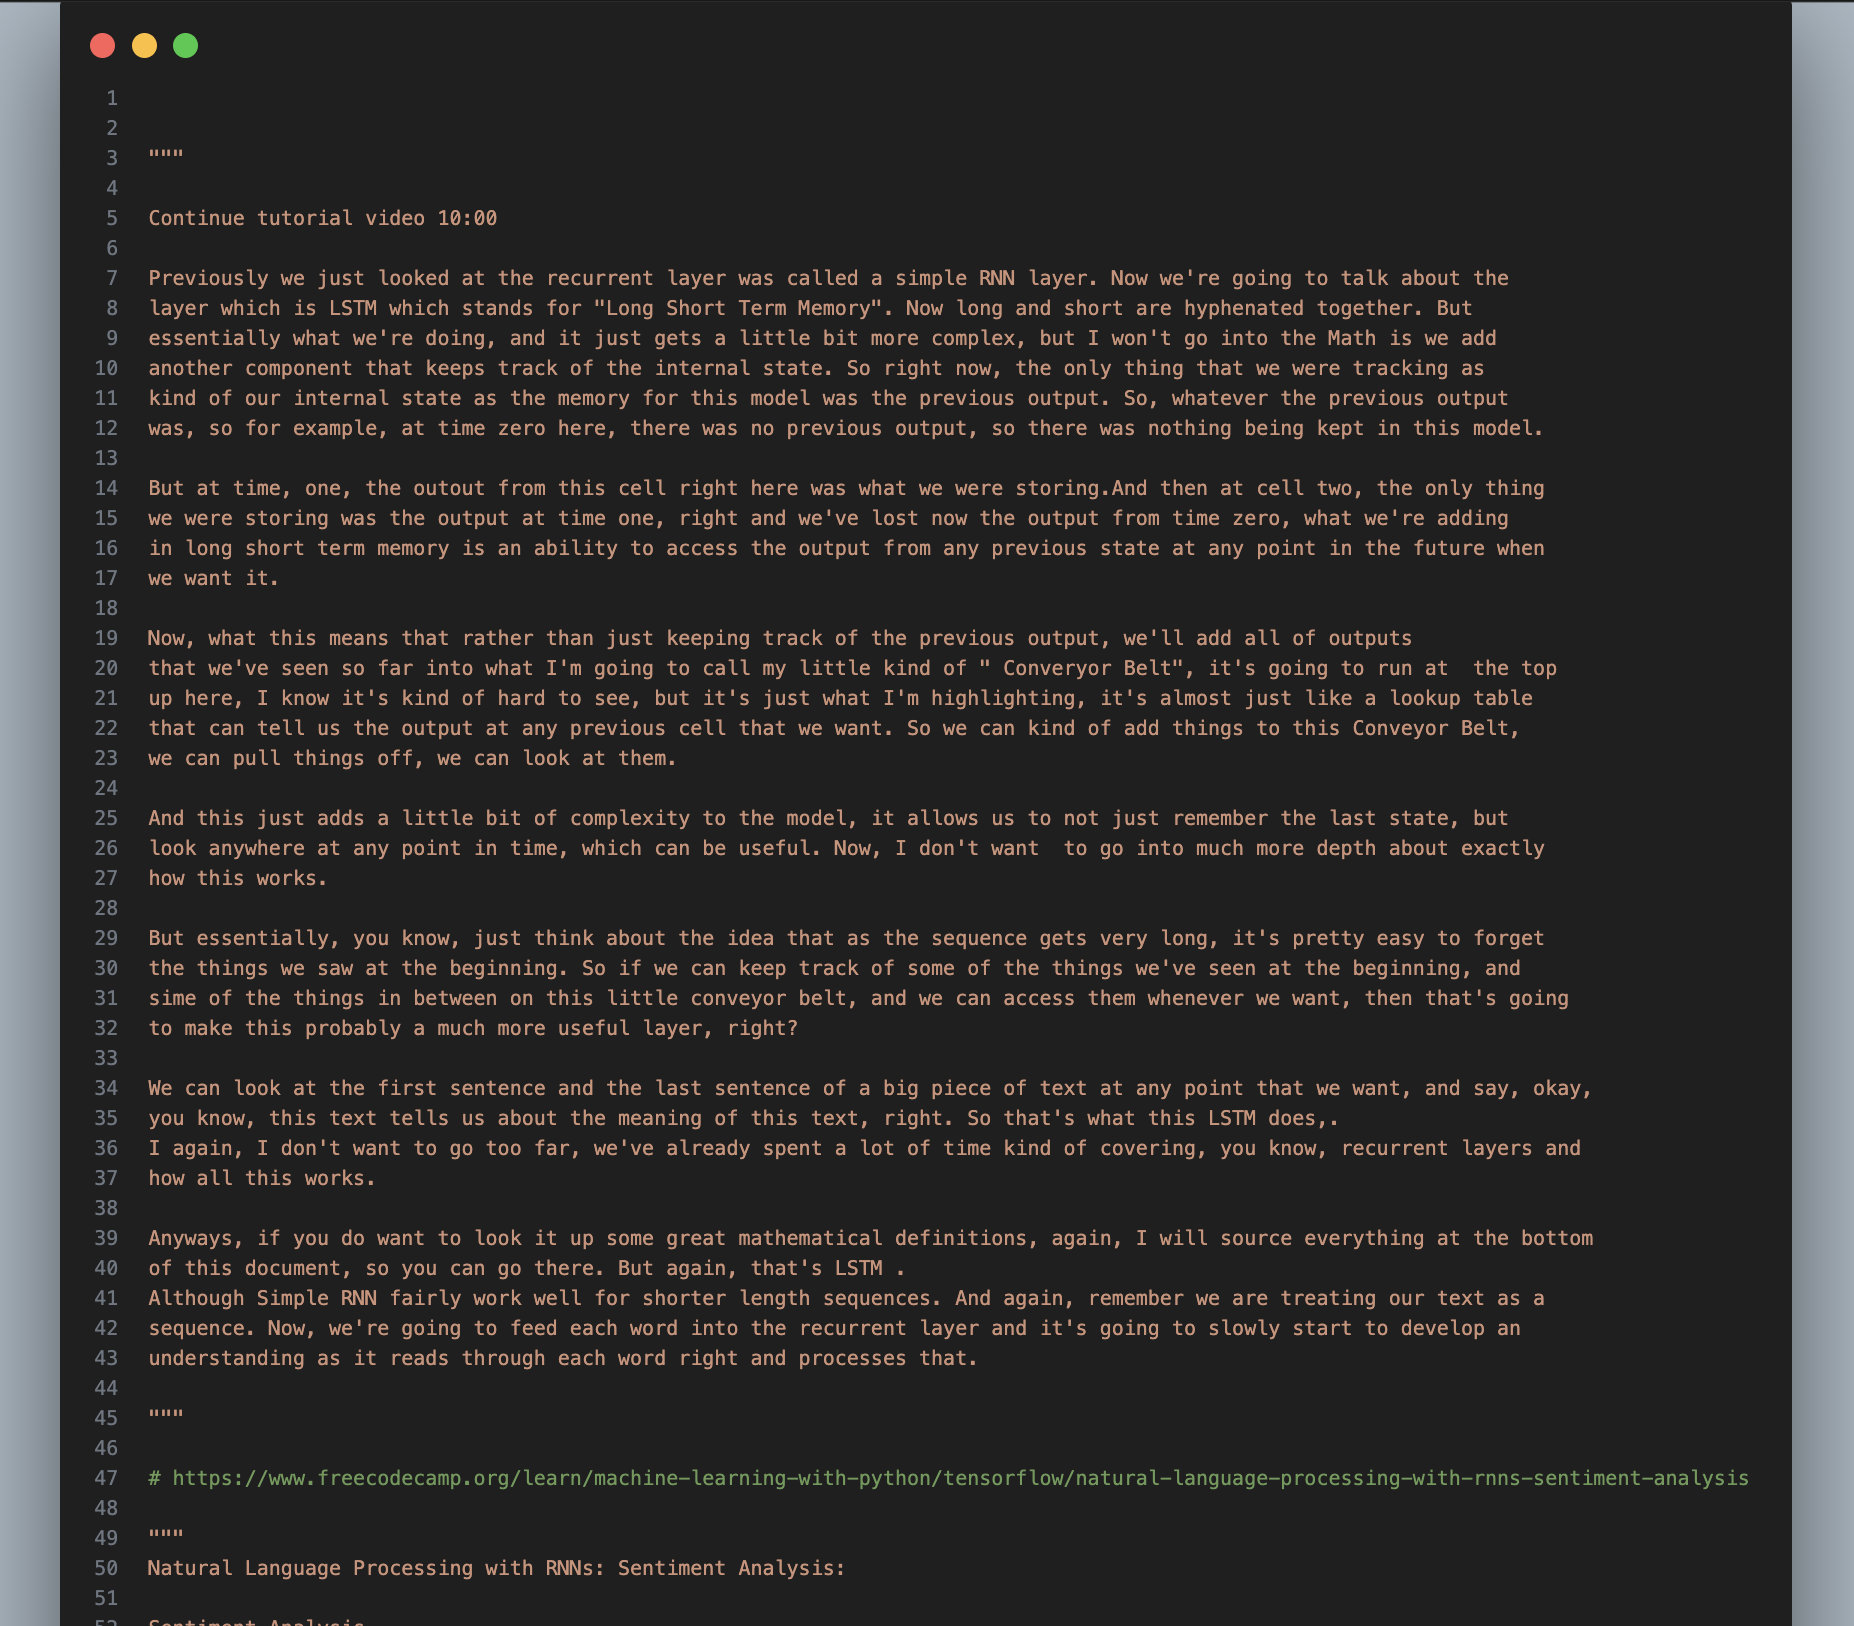 1
2
3 """
4
5 Continue tutorial video 10:00
6
7 Previously we just looked at the recurrent layer was called a simple RNN layer. Now we're going to talk about the
8 layer which is LSTM which stands for "Long Short Term Memory". Now long and short are hyphenated together. But
9 essentially what we're doing, and it just gets a little bit more complex, but I won't go into the Math is we add
10 another component that keeps track of the internal state. So right now, the only thing that we were tracking as
11 kind of our internal state as the memory for this model was the previous output. So, whatever the previous output
12 was, so for example, at time zero here, there was no previous output, so there was nothing being kept in this model.
13
14 But at time, one, the outout from this cell right here was what we were storing.And then at cell two, the only thing
15 we were storing was the output at time one, right and we've lost now the output from time zero, what we're adding
16 in long short term memory is an ability to access the output from any previous state at any point in the future when
17 we want it.
18
19 Now, what this means that rather than just keeping track of the previous output, we'll add all of outputs
20 that we've seen so far into what I'm going to call my little kind of " Converyor Belt", it's going to run at  the top
21 up here, I know it's kind of hard to see, but it's just what I'm highlighting, it's almost just like a lookup table
22 that can tell us the output at any previous cell that we want. So we can kind of add things to this Conveyor Belt,
23 we can pull things off, we can look at them.
24
25 And this just adds a little bit of complexity to the model, it allows us to not just remember the last state, but
26 look anywhere at any point in time, which can be useful. Now, I don't want  to go into much more depth about exactly
27 how this works.
28
29 But essentially, you know, just think about the idea that as the sequence gets very long, it's pretty easy to forget
30 the things we saw at the beginning. So if we can keep track of some of the things we've seen at the beginning, and
31 sime of the things in between on this little conveyor belt, and we can access them whenever we want, then that's going
32 to make this probably a much more useful layer, right?
33
34 We can look at the first sentence and the last sentence of a big piece of text at any point that we want, and say, okay,
35 you know, this text tells us about the meaning of this text, right. So that's what this LSTM does,.
36 I again, I don't want to go too far, we've already spent a lot of time kind of covering, you know, recurrent layers and
37 how all this works.
38
39 Anyways, if you do want to look it up some great mathematical definitions, again, I will source everything at the bottom
40 of this document, so you can go there. But again, that's LSTM .
41 Although Simple RNN fairly work well for shorter length sequences. And again, remember we are treating our text as a
42 sequence. Now, we're going to feed each word into the recurrent layer and it's going to slowly start to develop an
43 understanding as it reads through each word right and processes that.
44
45 """
46
47 # https://www.freecodecamp.org/learn/machine-learning-with-python/tensorflow/natural-language-processing-with-rnns-sentiment-analysis
48
49 """
50 Natural Language Processing with RNNs: Sentiment Analysis:
51
52 Sentiment Analysis